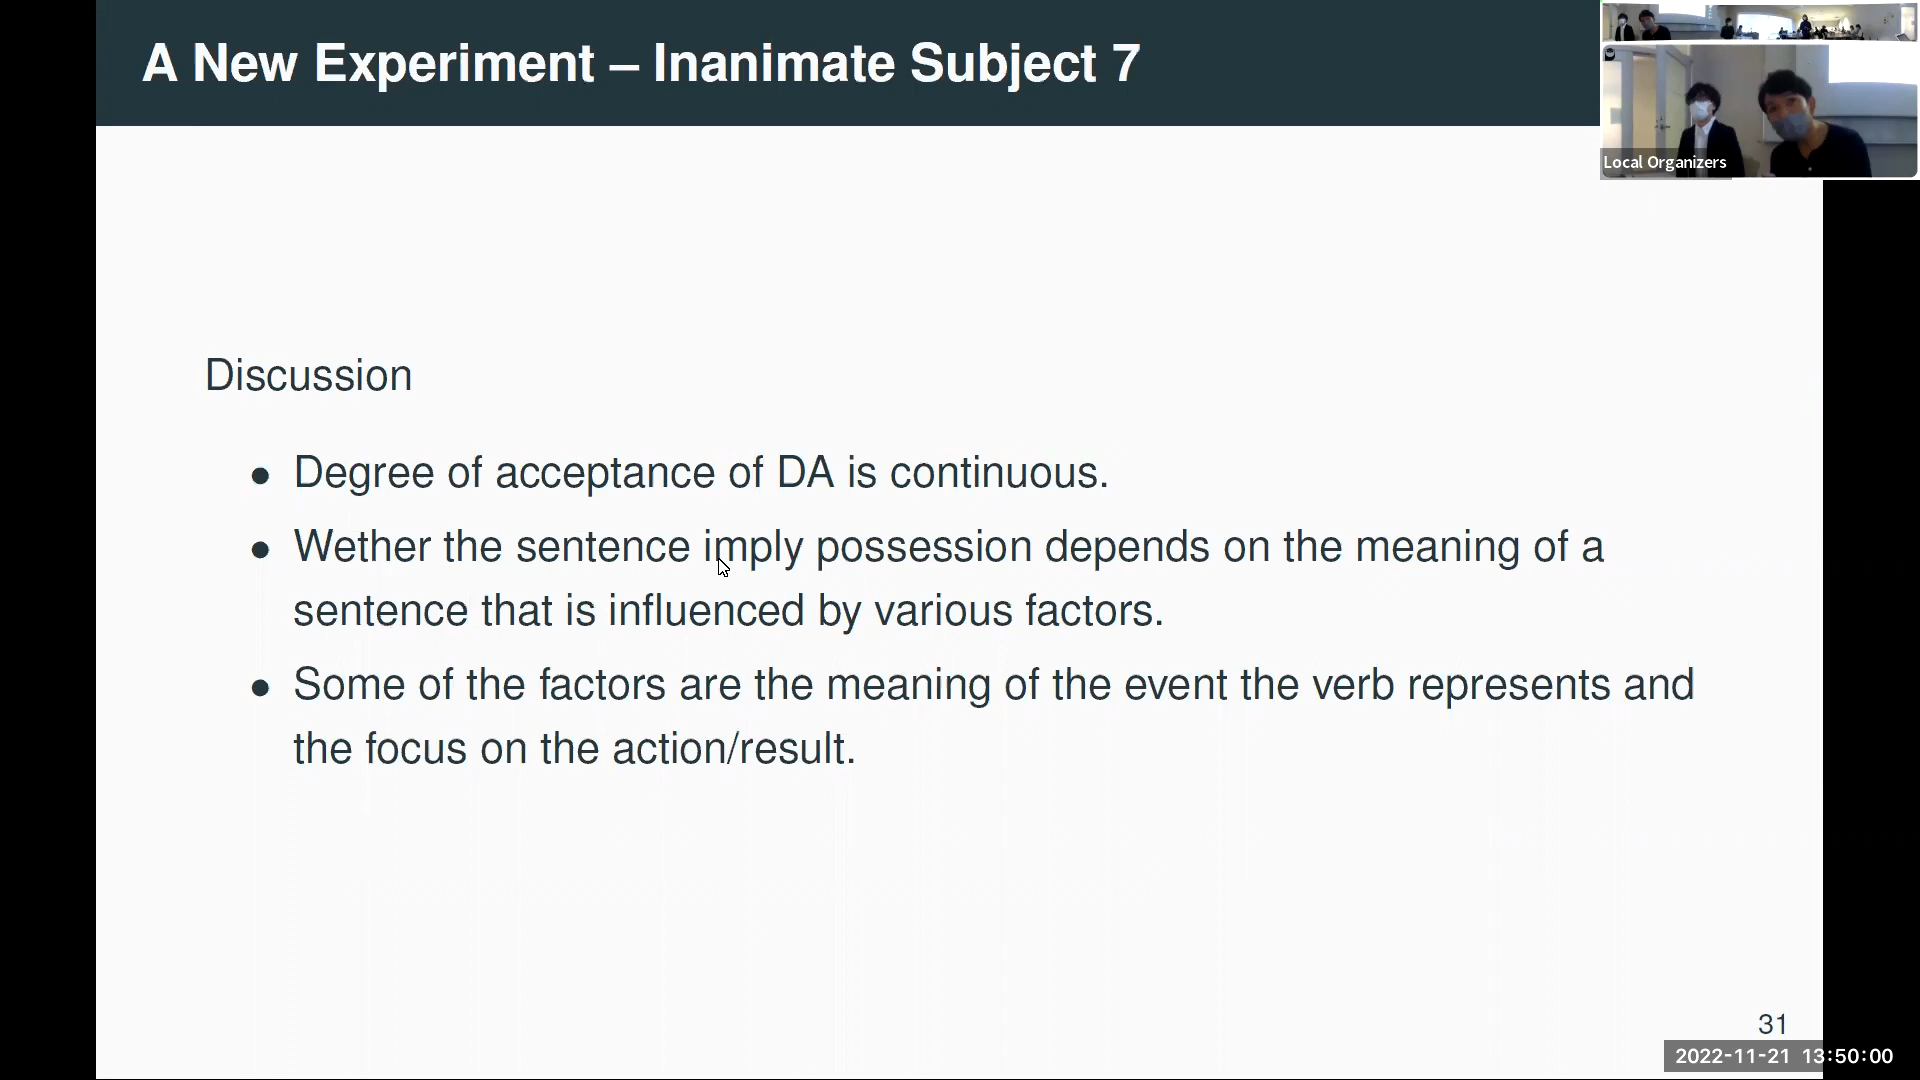 A New Experiment – Inanimate Subject 7
Local Organizers
Discussion
● Degree of acceptance of DA is continuous.
● Wether the sentence imply possession depends on the meaning of a
sentence that is influenced by various factors.
● Some of the factors are the meaning of the event the verb represents and
the focus on the action/result.
31
2022-11-21 13:50:00